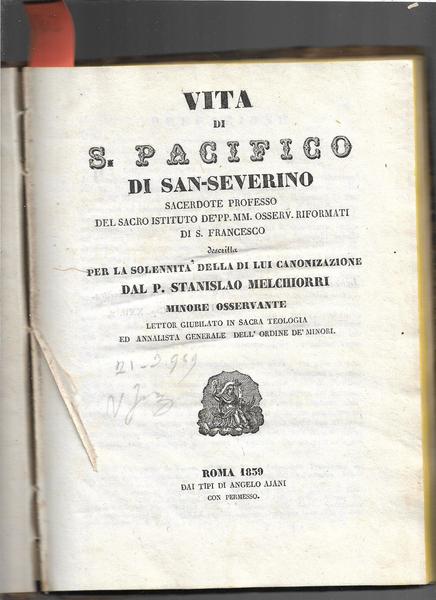 VITA
DI
S. PACIFICO
DI SAN-SEVERINO
SACERDOTE PROFESSO
DEL SACRO ISTITUTO DE'PP. MM. OSSERV. RIFORMATI
DI S. FRANCESCO
descritta
PER LA SOLENNITA' DELLA DI LUI CANONIZAZIONE
DAL P. STANISLAO MELCHIORRI
MINORE OSSERVANTE
LETTOR GIUBILATO IN SACRA TEOLOGIA
ED ANNALISTA GENERALE DELL' ORDINE DE' MINORI.
ROMA 1839
DAI TIPI DI ANGELO AJANI
CON PERMESSO.